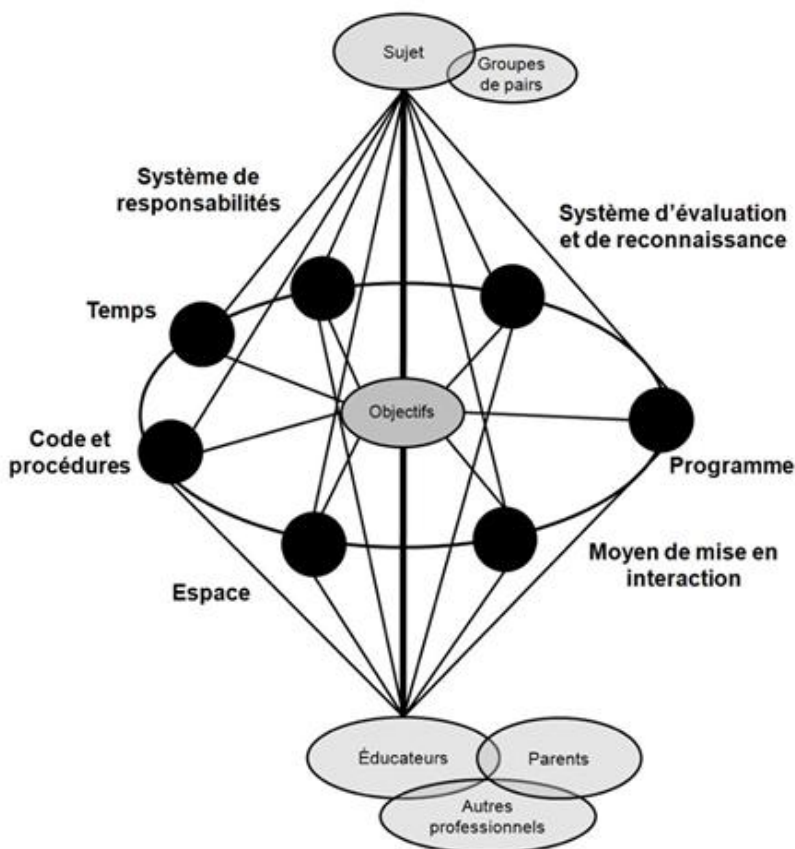 Sujet
Groupes
de pairs
Système de
responsabilités
Système d'évaluation
et de reconnaissance
Temps
Objectifs
Code et
procédures
Programme
Moyen de mise en
interaction
Espace
Éducateurs
Parents
Autres
professionnels